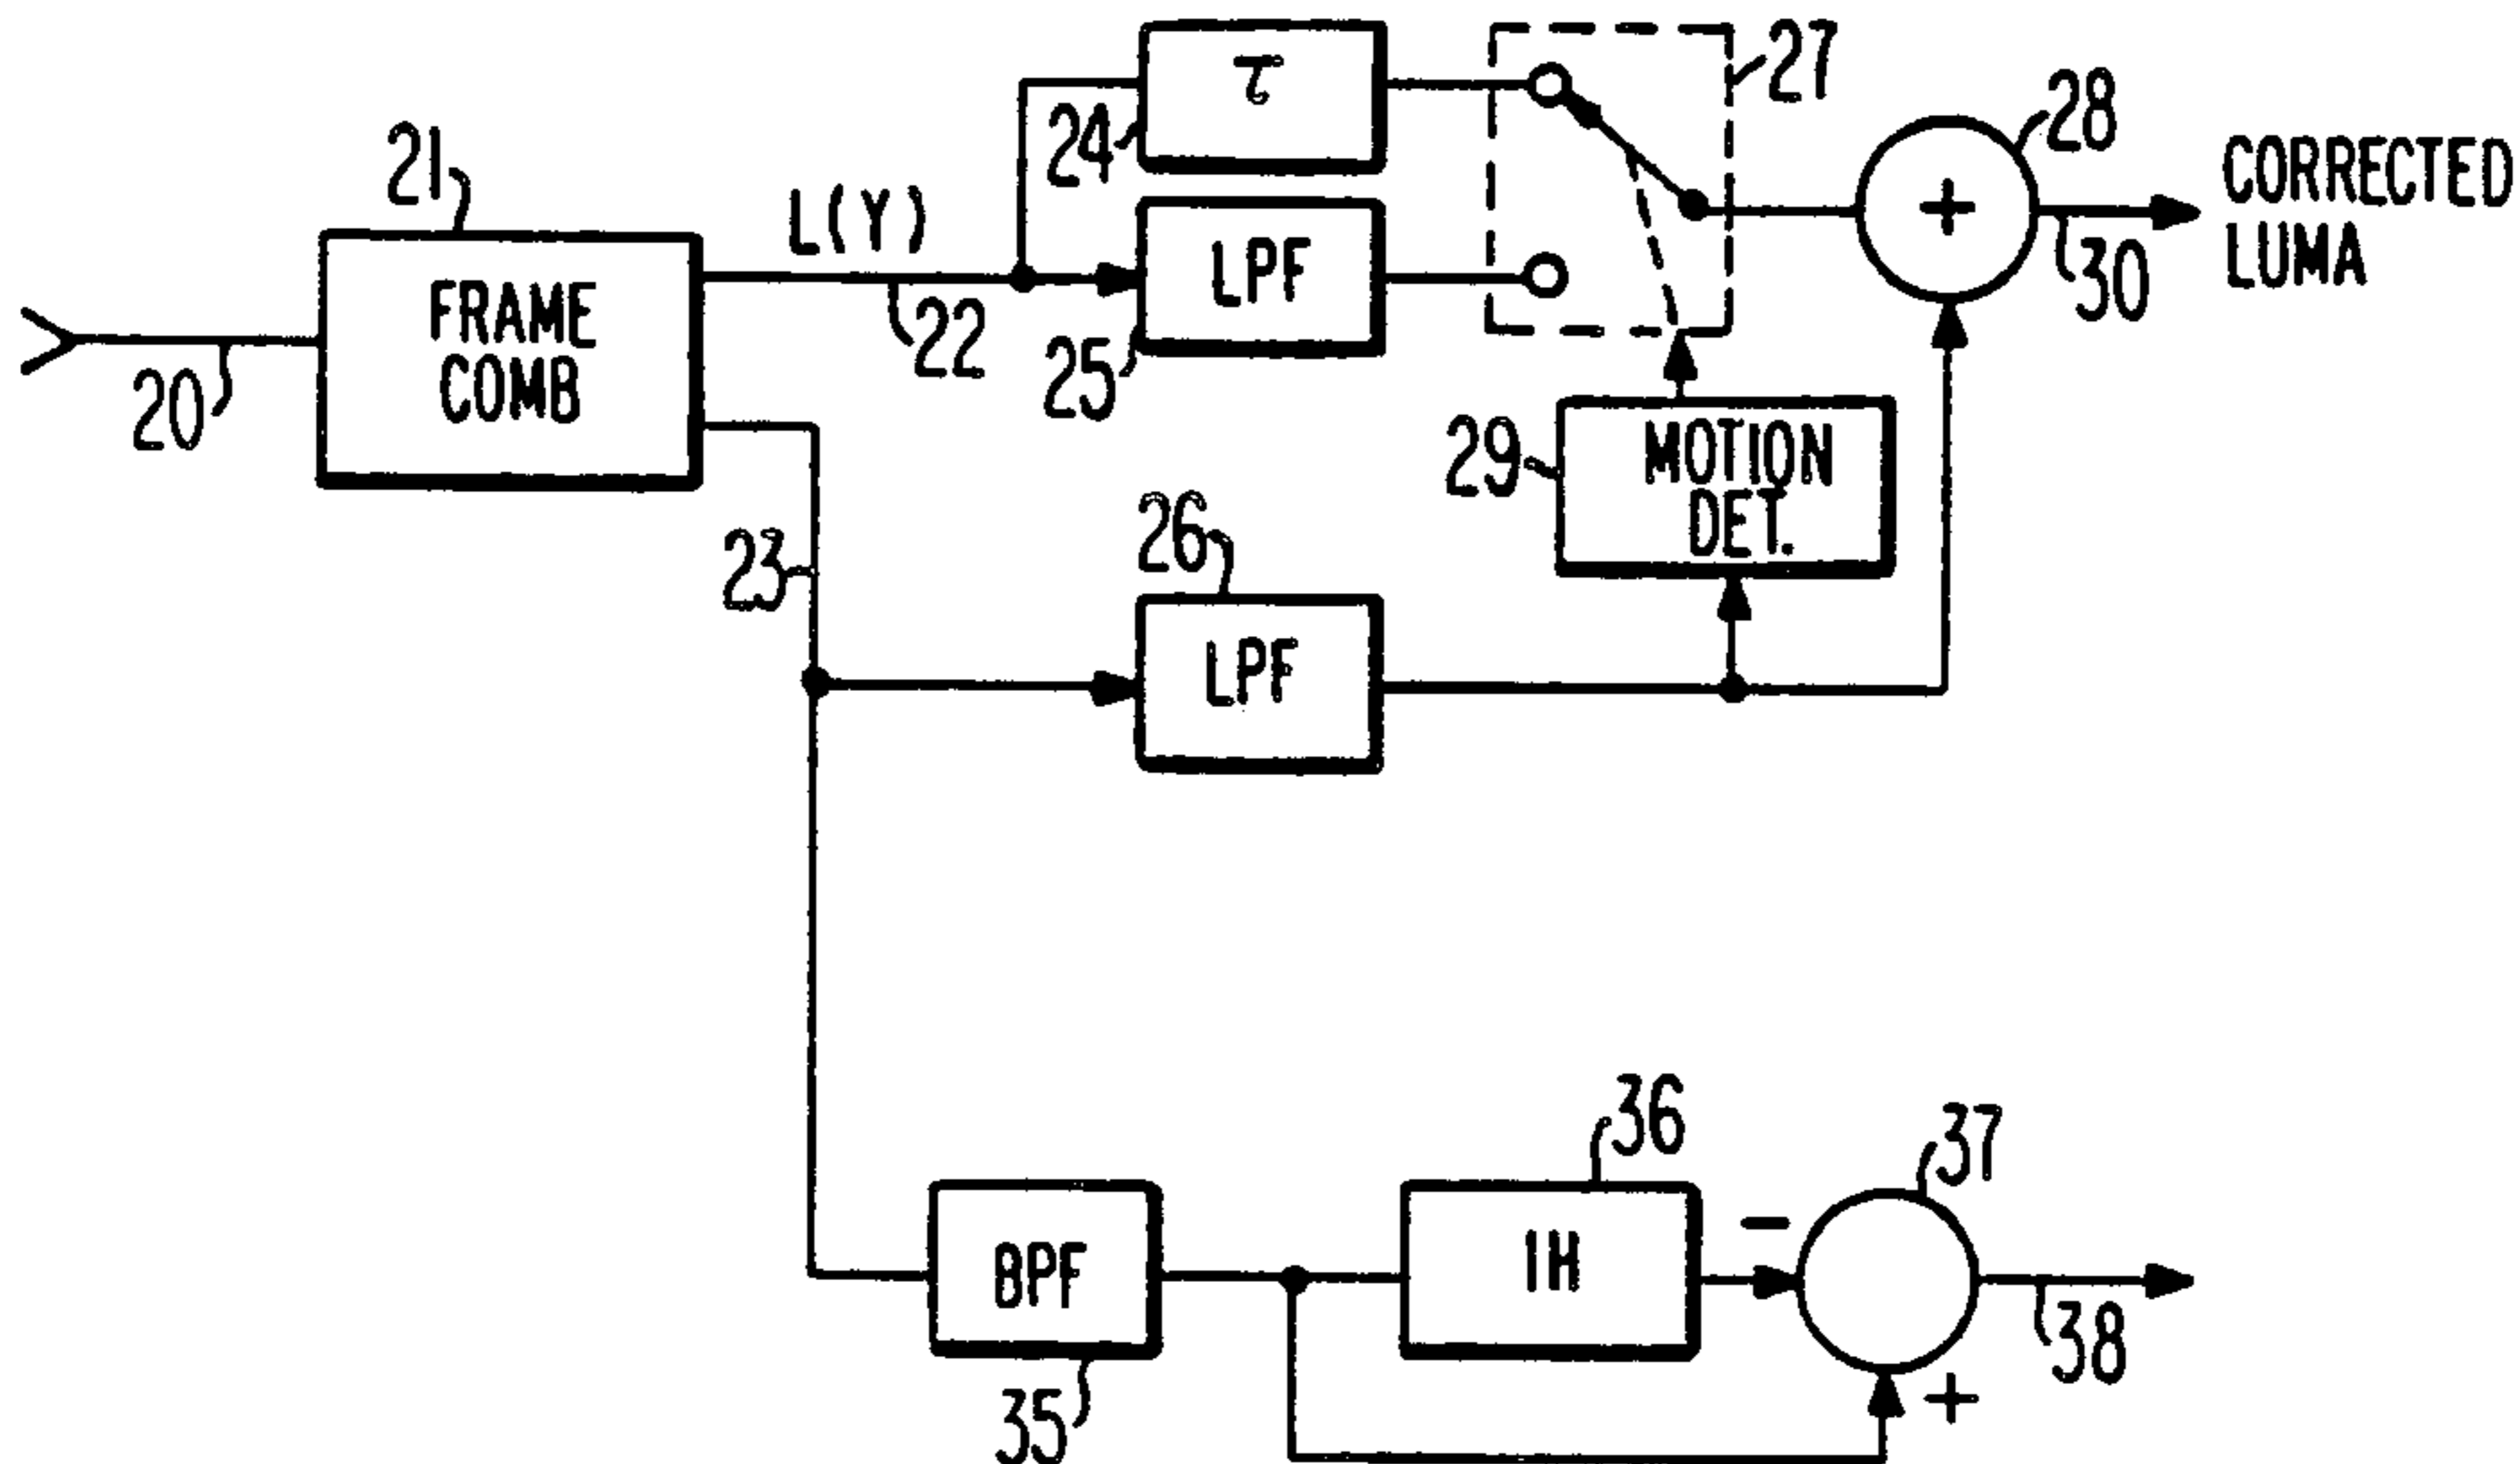 21
FRAME
COMB
20
L(Y)
22
23
24
τ
25
LPF
27
28
+
CORRECTED
LUMA
30
29
MOTION
DET.
26
LPF
35
BPF
36
1H
37
−
+
38